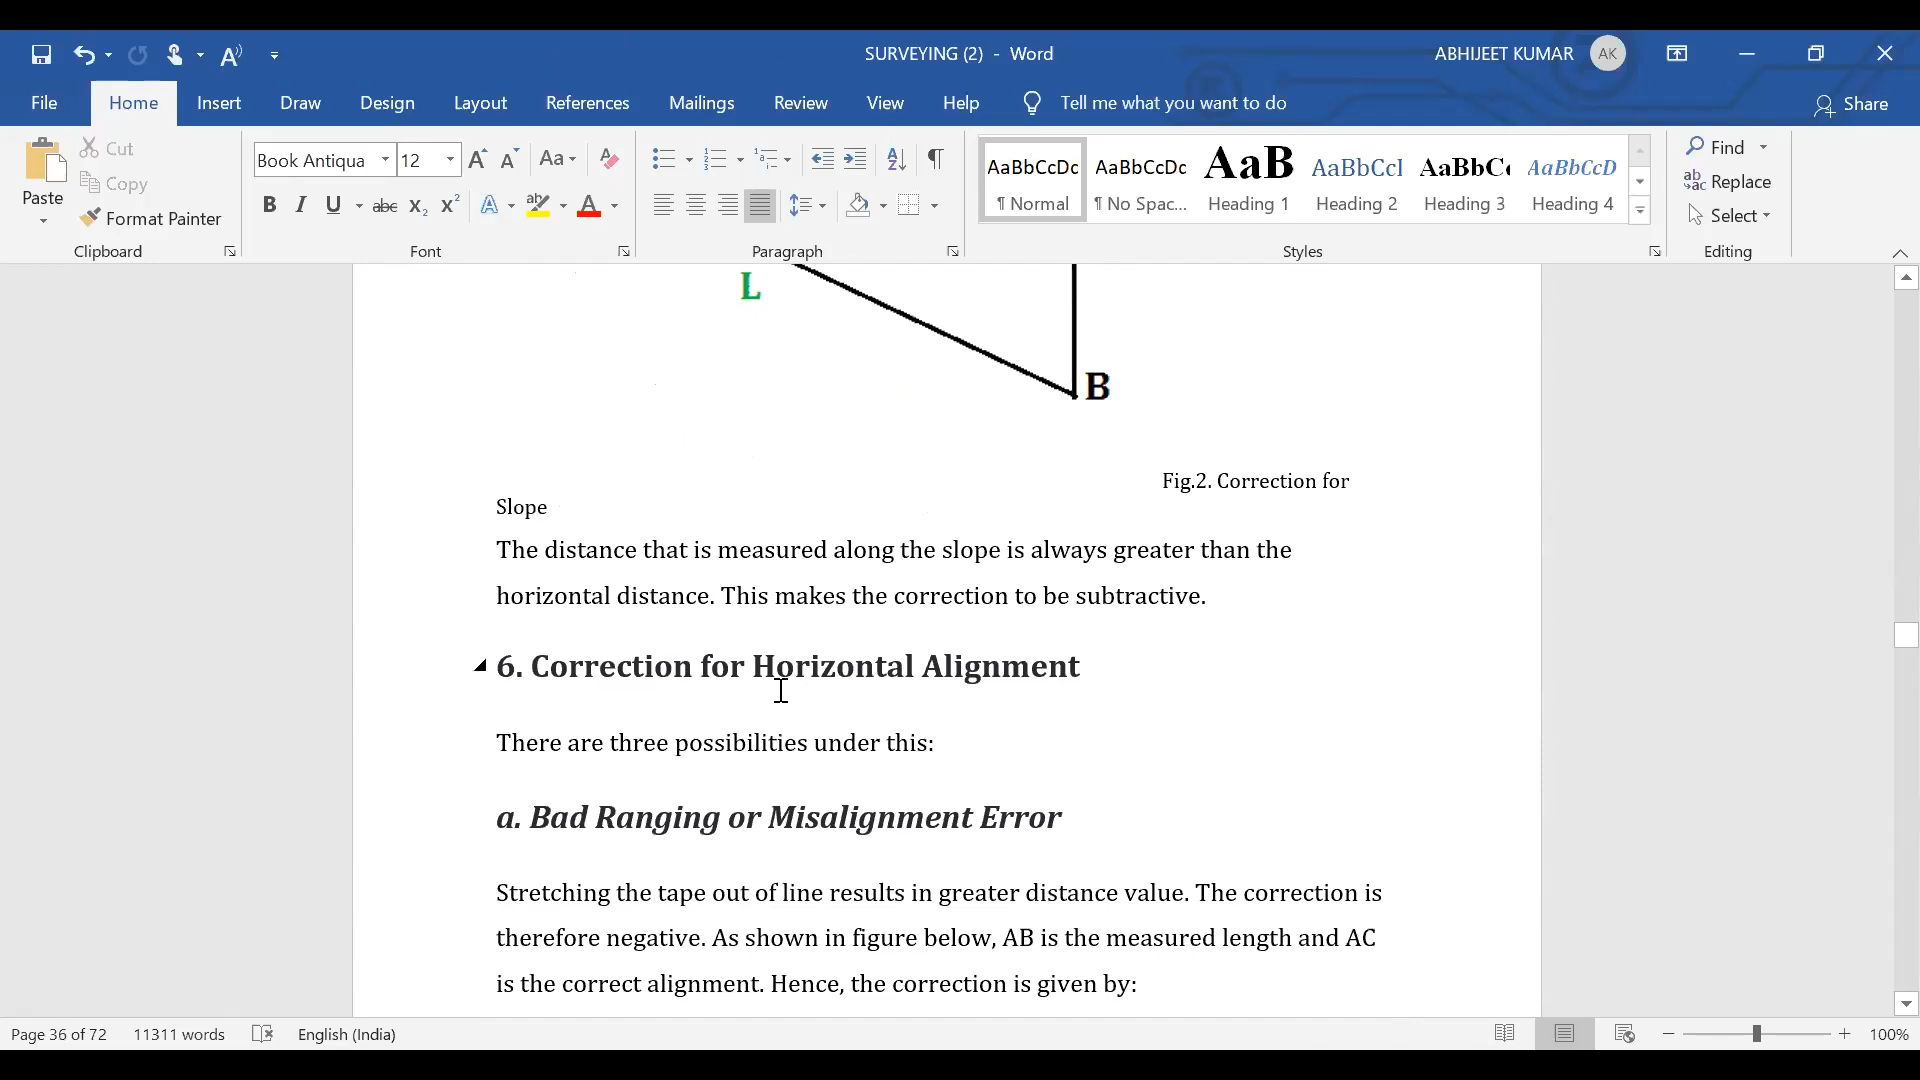 SURVEYING (2) - Word
ABHIJEET KUMAR AK
File Home Insert Draw Design Layout References Mailings Review View Help Tell me what you want to do Share
Paste
Cut
Copy
Format Painter
Clipboard
Book Antiqua 12
Font
Paragraph
AaBbCcDc AaBbCcDc AaB AaBbCcI AaBbCc AaBbCcD
¶ Normal ¶ No Spac... Heading 1 Heading 2 Heading 3 Heading 4
Styles
Find
Replace
Select
Editing
L
B
Fig.2. Correction for
Slope
The distance that is measured along the slope is always greater than the
horizontal distance. This makes the correction to be subtractive.
6. Correction for Horizontal Alignment
There are three possibilities under this:
a. Bad Ranging or Misalignment Error
Stretching the tape out of line results in greater distance value. The correction is
therefore negative. As shown in figure below, AB is the measured length and AC
is the correct alignment. Hence, the correction is given by:
Page 36 of 72 11311 words English (India) 100%